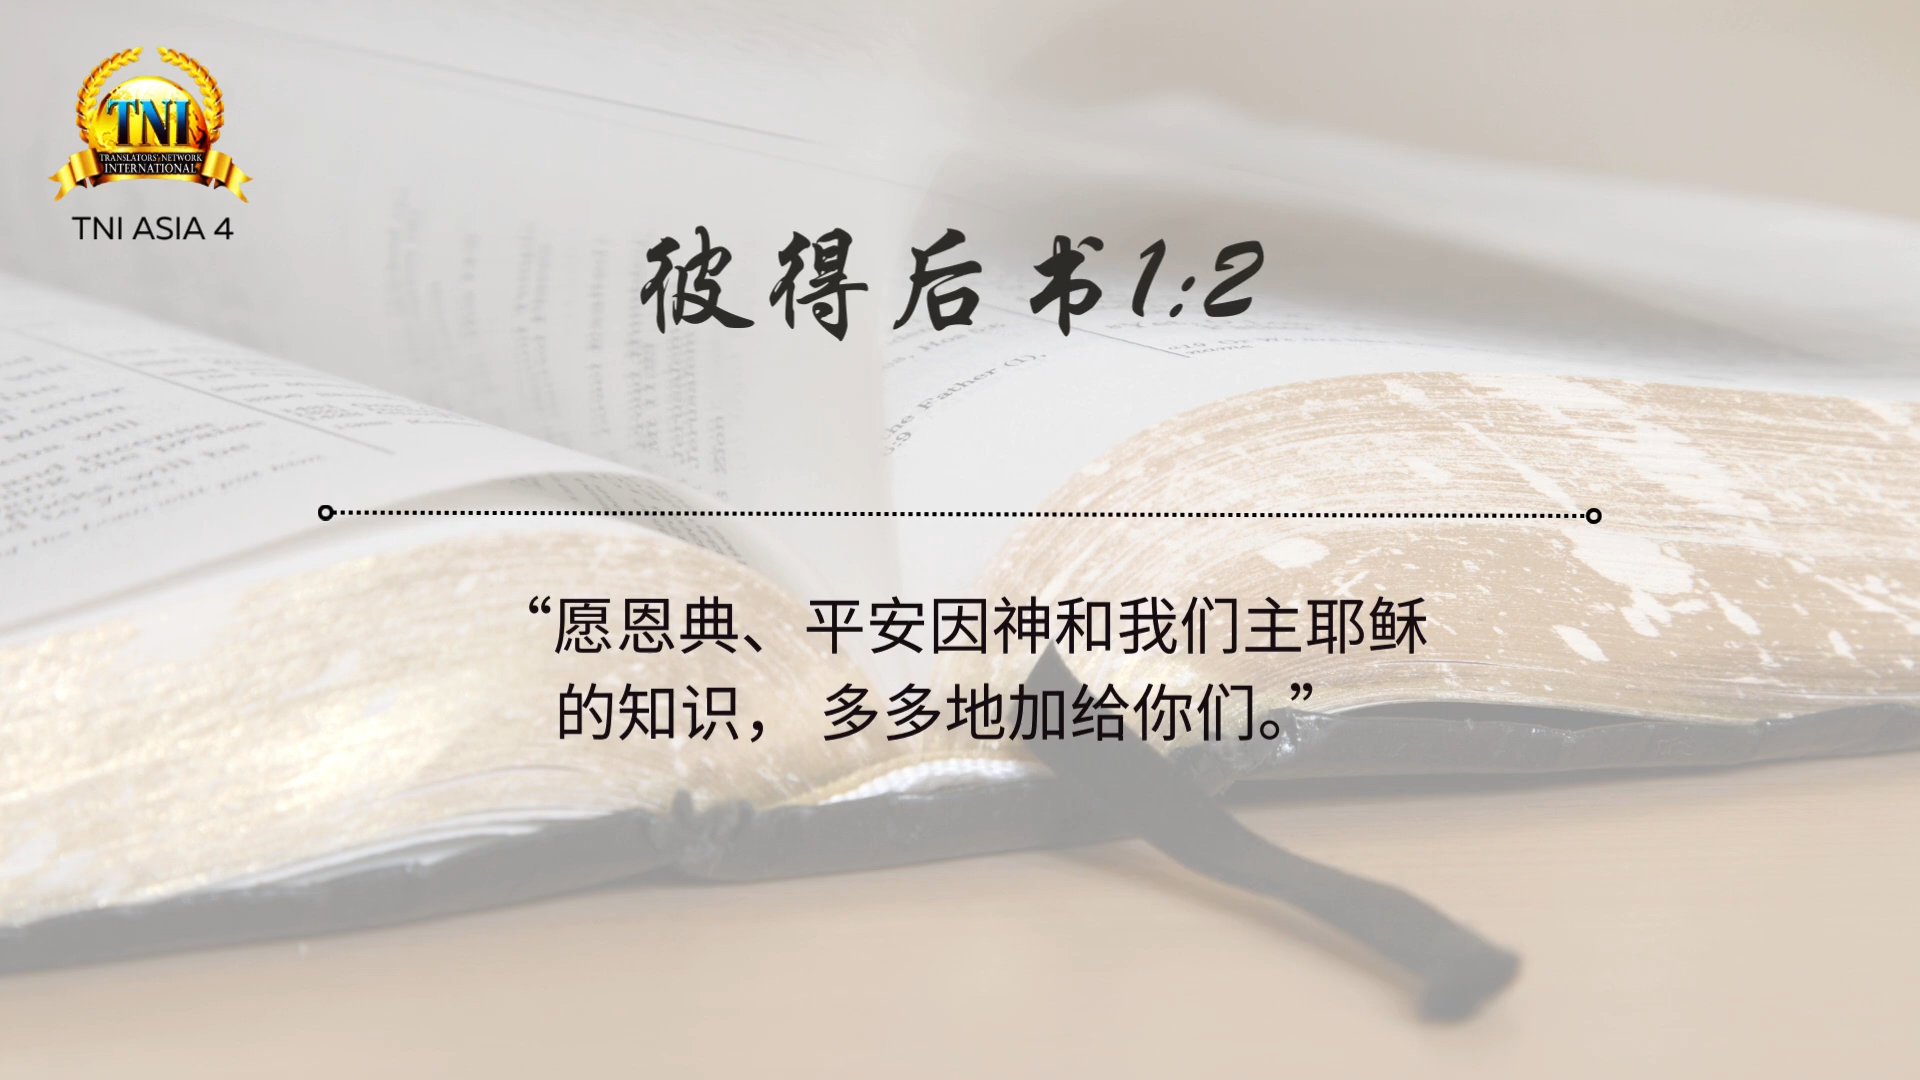 TNI
TRANSLATORS' NETWORK
INTERNATIONAL
TNI ASIA 4
彼得后书1:2
“愿恩典、平安因神和我们主耶稣
的知识， 多多地加给你们。”